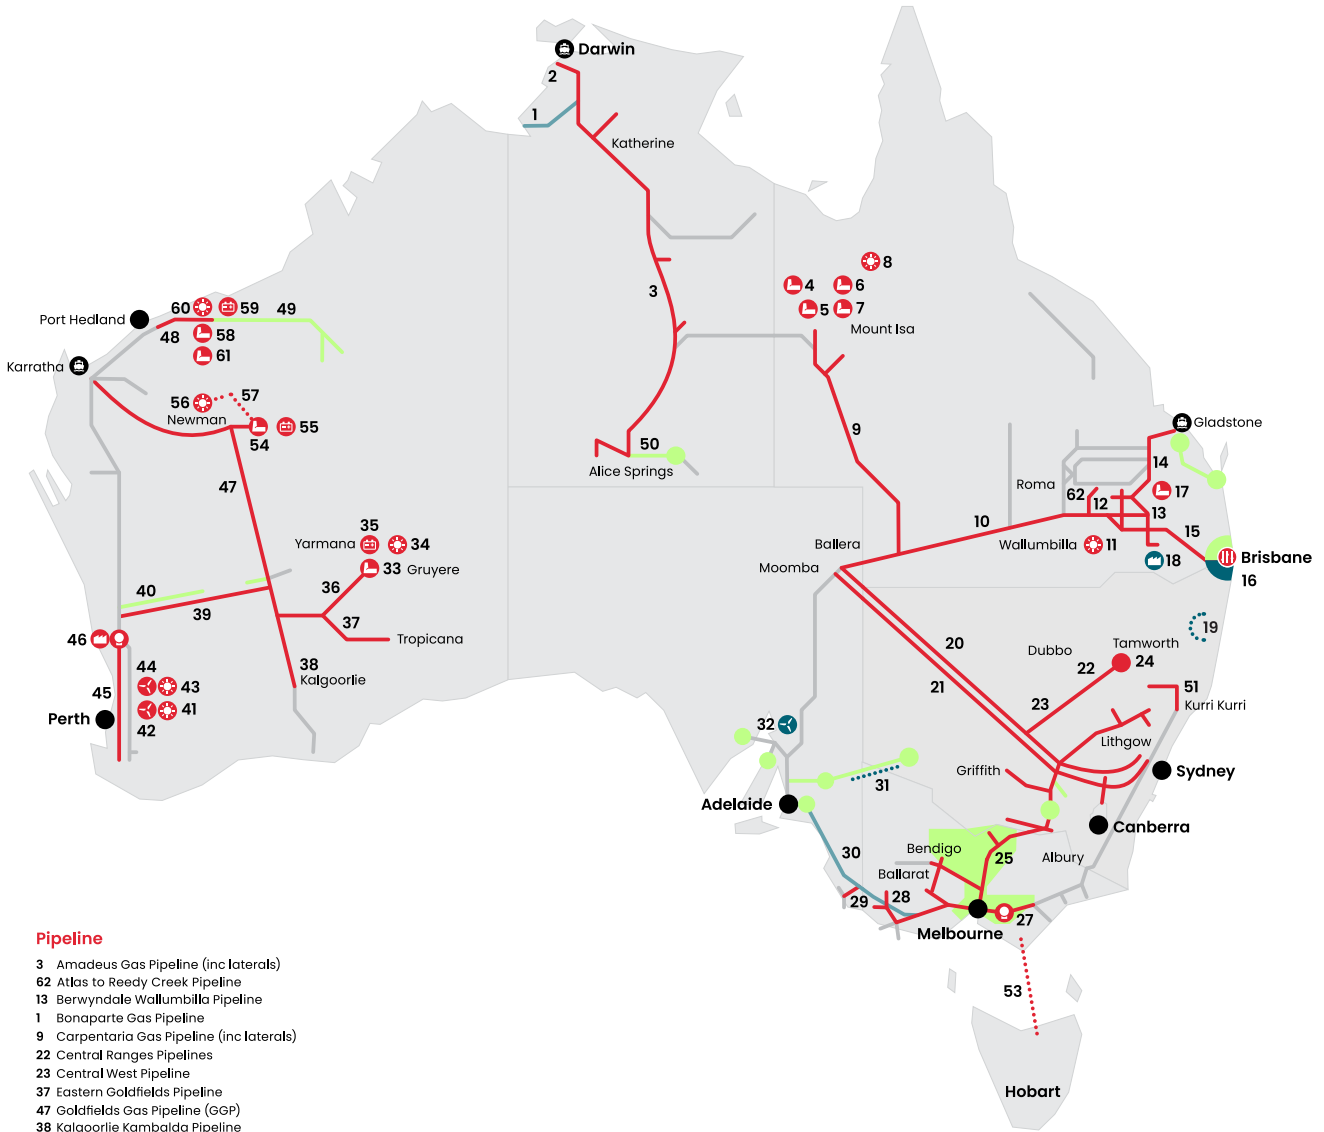 Darwin
2
1
Katherine
3
8
4
6
5
7
Mount Isa
60
59
49
Port Hedland
48
58
61
Karratha
56
57
Newman
54
55
9
50
Alice Springs
Gladstone
14
Roma
62
17
12
13
47
10
15
35
Yarmana
34
Wallumbilla
11
Ballera
18
Brisbane
33
Gruyere
Moomba
16
36
40
39
37
19
46
Tropicana
20
Dubbo
Tamworth
22
24
44
38
Kalgoorlie
43
21
51
45
23
Kurri Kurri
41
Perth
42
32
Lithgow
Griffith
Sydney
31
Adelaide
Canberra
30
Bendigo
25
Albury
Ballarat
29
28
27
Melbourne
53
Hobart
Pipeline
3 Amadeus Gas Pipeline (inc laterals)
62 Atlas to Reedy Creek Pipeline
13 Berwyndale Wallumbilla Pipeline
1 Bonaparte Gas Pipeline
9 Carpentaria Gas Pipeline (inc laterals)
22 Central Ranges Pipelines
23 Central West Pipeline
37 Eastern Goldfields Pipeline
47 Goldfields Gas Pipeline (GGP)
38 Kalgoorlie Kambalda Pipeline